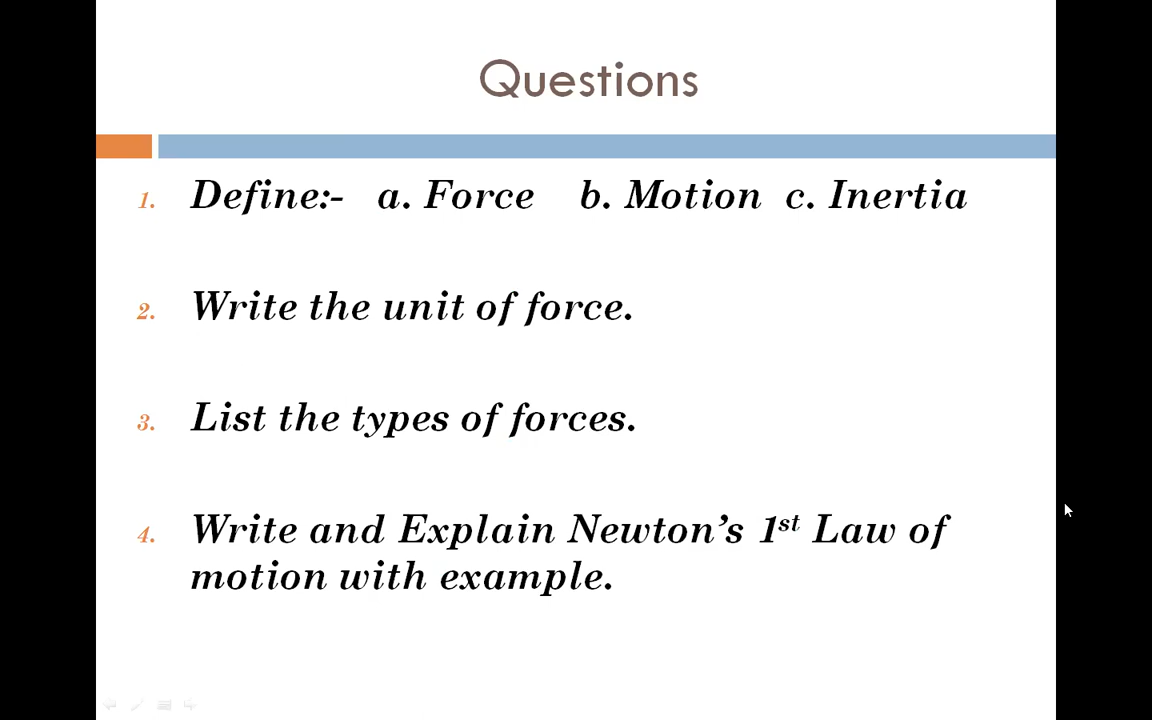 Questions
1. Define:- a. Force b. Motion c. Inertia
2. Write the unit of force.
3. List the types of forces.
4. Write and Explain Newton's 1st Law of
motion with example.